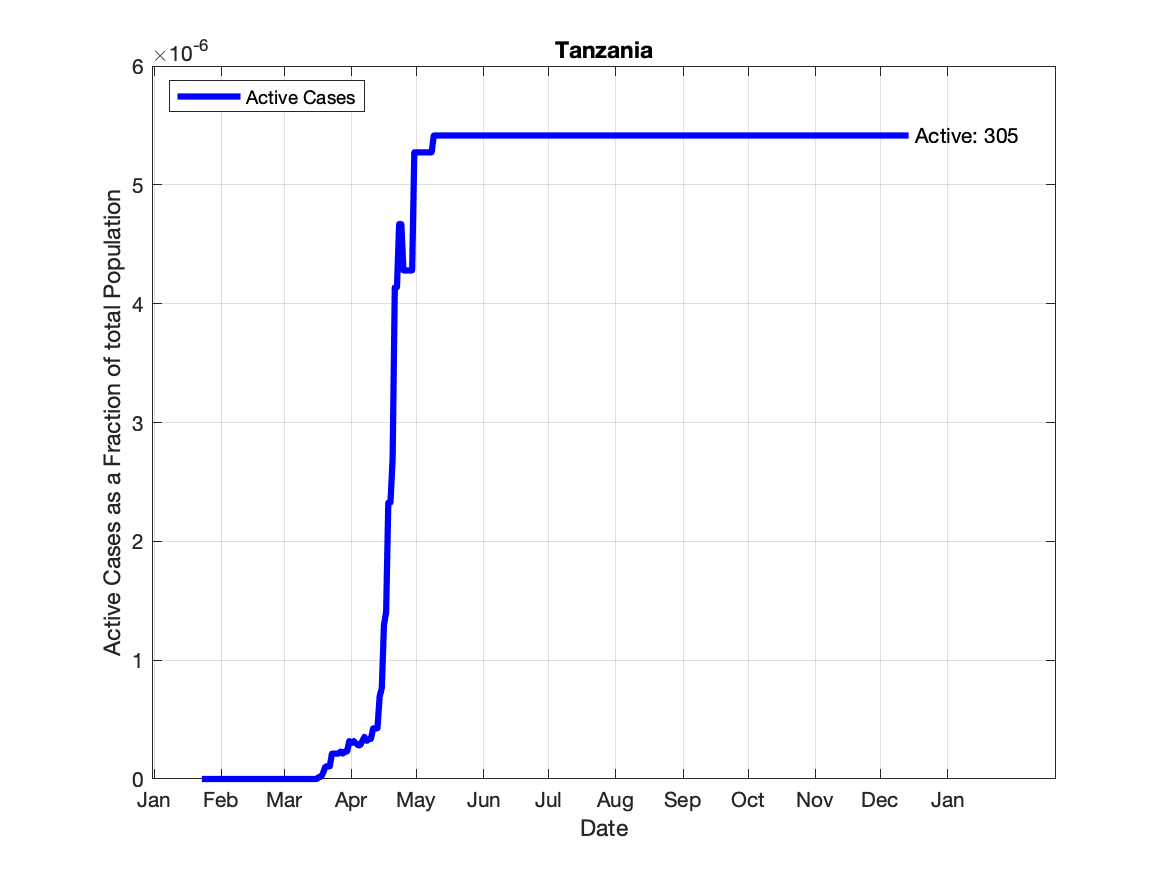 Tanzania
×10-6
Active Cases
Active: 305
Active Cases as a Fraction of total Population
6
5
4
3
2
1
0
Jan Feb Mar Apr May Jun Jul Aug Sep Oct Nov Dec Jan
Date